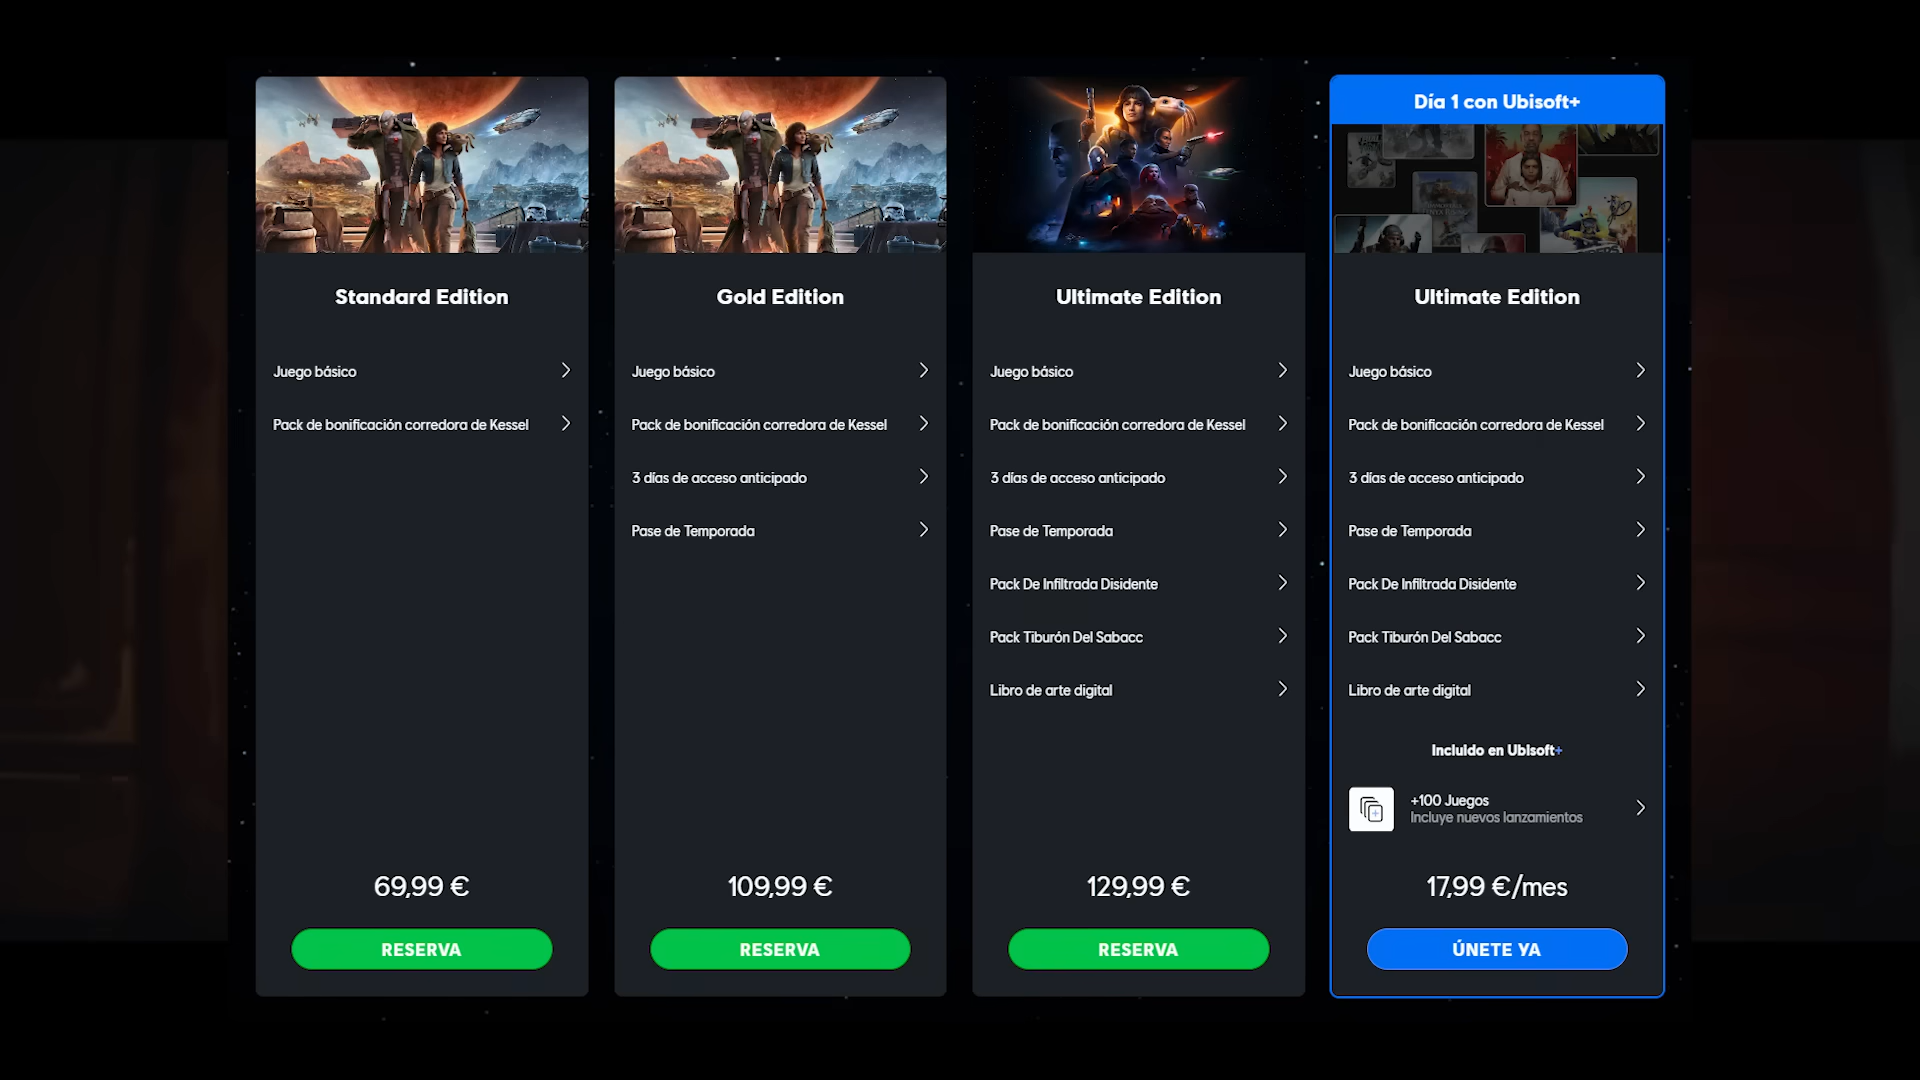 Standard Edition
Juego básico
Pack de bonificación corredora de Kessel
69,99 €
RESERVA
Gold Edition
Juego básico
Pack de bonificación corredora de Kessel
3 días de acceso anticipado
Pase de Temporada
109,99 €
RESERVA
Ultimate Edition
Juego básico
Pack de bonificación corredora de Kessel
3 días de acceso anticipado
Pase de Temporada
Pack De Infiltrada Disidente
Pack Tiburón Del Sabacc
Libro de arte digital
129,99 €
RESERVA
Día 1 con Ubisoft+
Ultimate Edition
Juego básico
Pack de bonificación corredora de Kessel
3 días de acceso anticipado
Pase de Temporada
Pack De Infiltrada Disidente
Pack Tiburón Del Sabacc
Libro de arte digital
Incluido en Ubisoft+
+100 Juegos
Incluye nuevos lanzamientos
17,99 €/mes
ÚNETE YA